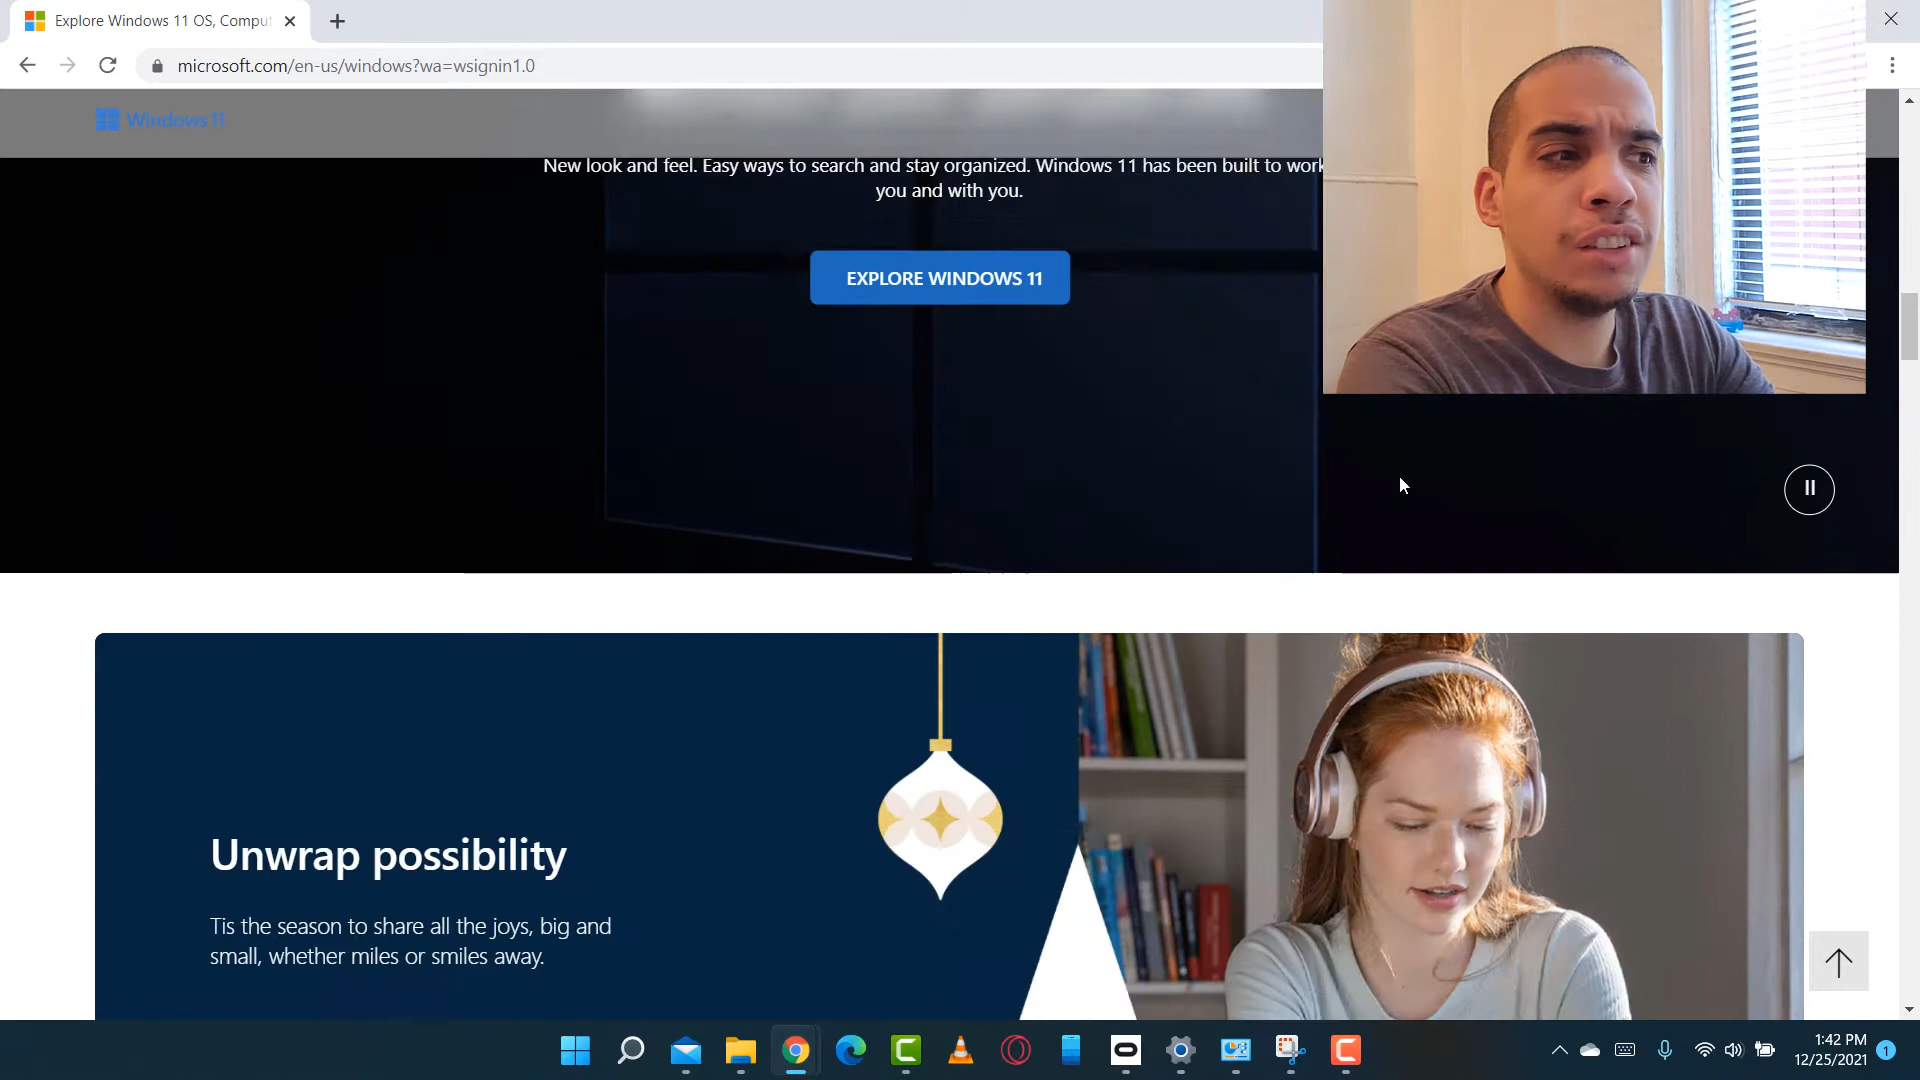 Explore Windows 11 OS, Comput
microsoft.com/en-us/windows?wa=wsignin1.0
Windows 11
New look and feel. Easy ways to search and stay organized. Windows 11 has been built to work
you and with you.
EXPLORE WINDOWS 11
Unwrap possibility
Tis the season to share all the joys, big and
small, whether miles or smiles away.
1:42 PM
12/25/2021
1